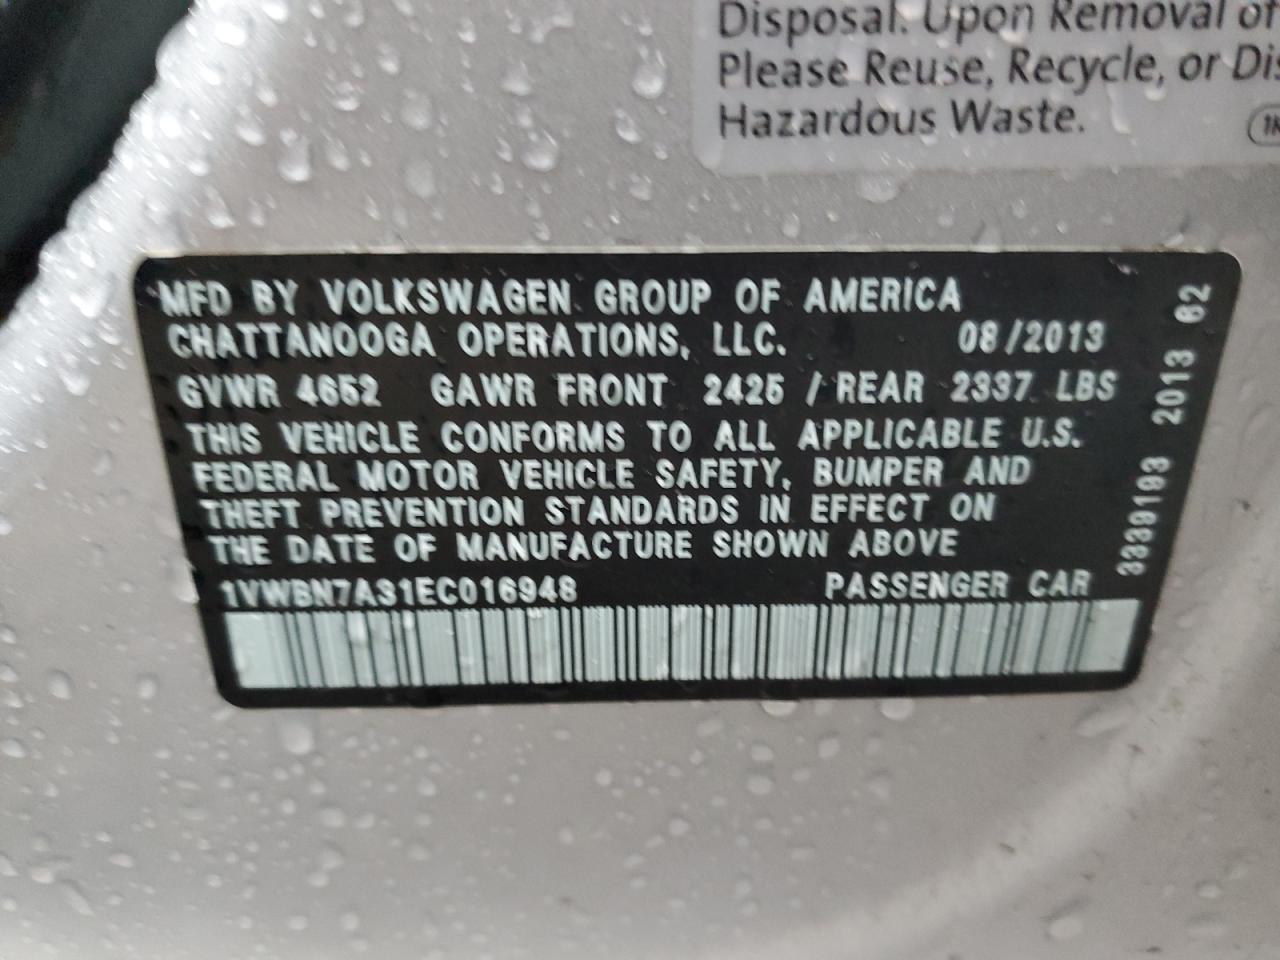 Disposal. Upon Removal of
Please Reuse, Recycle, or Dis
Hazardous Waste.
MFD BY VOLKSWAGEN GROUP OF AMERICA
CHATTANOOGA OPERATIONS, LLC. 08/2013
GVWR 4652 GAWR FRONT 2425 / REAR 2337 LBS
THIS VEHICLE CONFORMS TO ALL APPLICABLE U.S.
FEDERAL MOTOR VEHICLE SAFETY, BUMPER AND
THEFT PREVENTION STANDARDS IN EFFECT ON
THE DATE OF MANUFACTURE SHOWN ABOVE
1VWBN7A31EC016948 PASSENGER CAR
3339193 2013 62